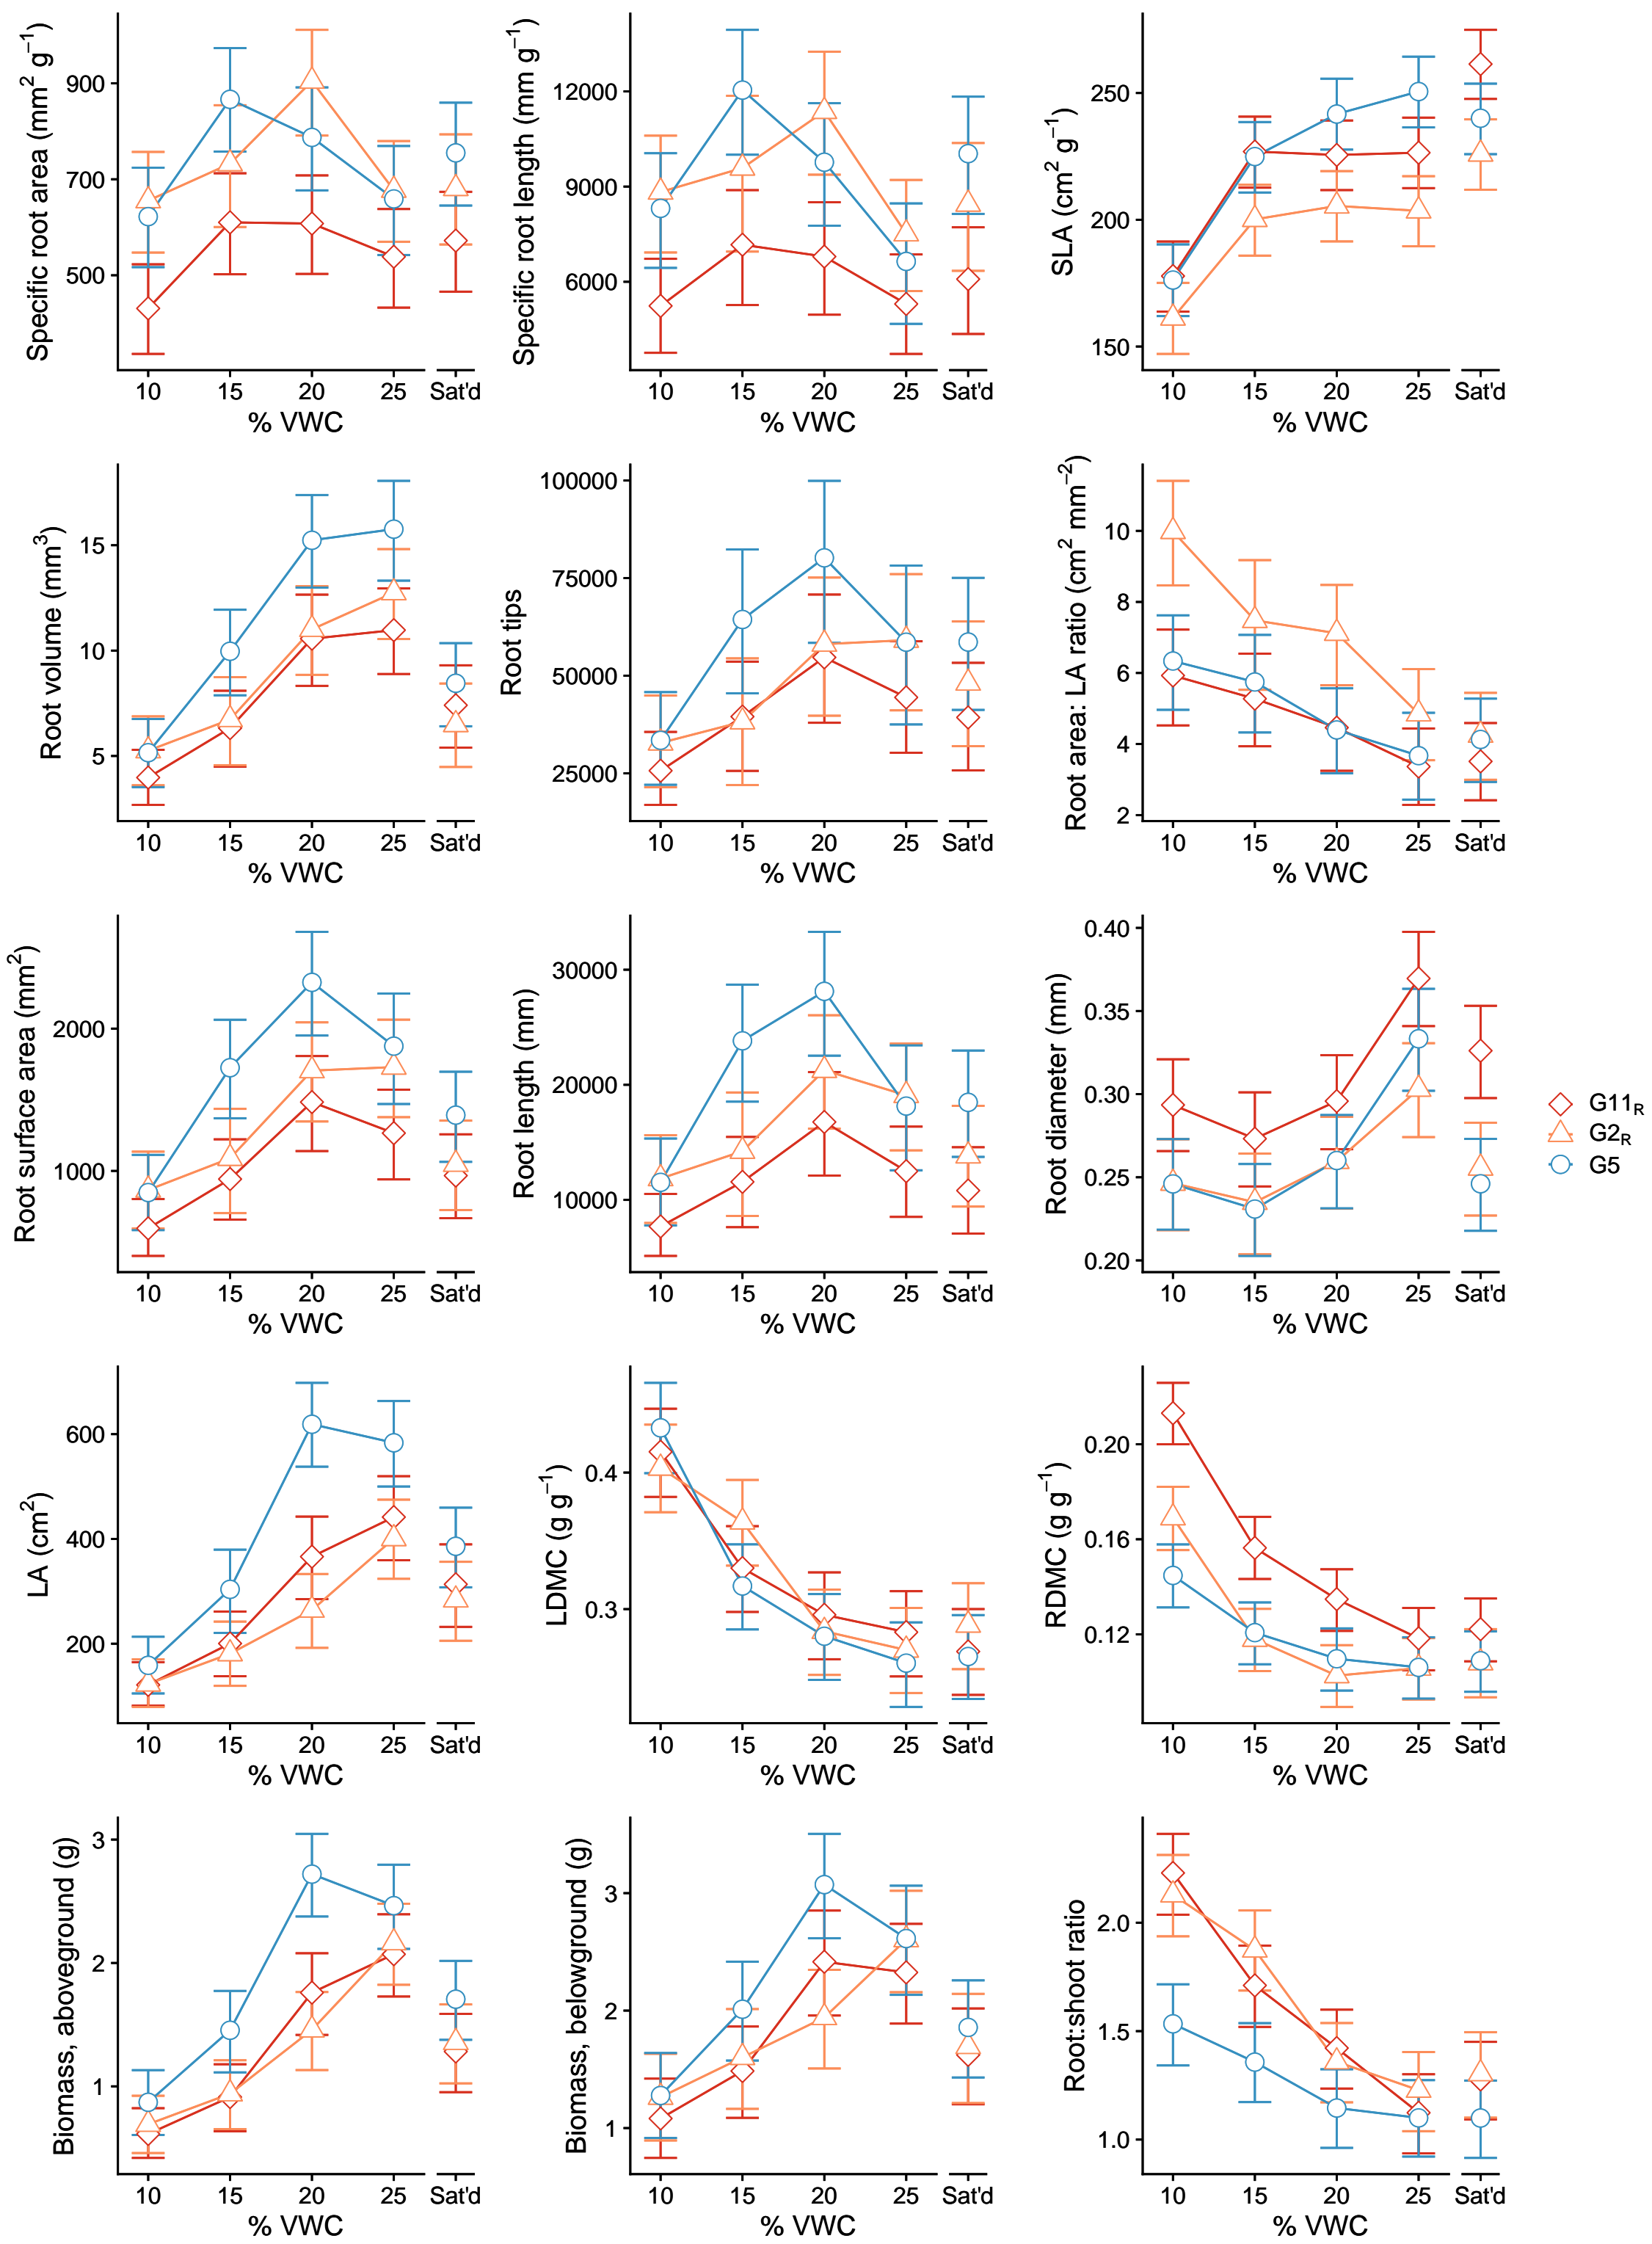 Specific root area (mm² g⁻¹)
900
700
500
10 15 20 25 Sat'd
% VWC
Specific root length (mm g⁻¹)
12000
9000
6000
10 15 20 25 Sat'd
% VWC
SLA (cm² g⁻¹)
250
200
150
10 15 20 25 Sat'd
% VWC
Root volume (mm³)
15
10
5
10 15 20 25 Sat'd
% VWC
Root tips
100000
75000
50000
25000
10 15 20 25 Sat'd
% VWC
Root area: LA ratio (cm² mm⁻²)
10
8
6
4
2
10 15 20 25 Sat'd
% VWC
Root surface area (mm²)
2000
1000
10 15 20 25 Sat'd
% VWC
Root length (mm)
30000
20000
10000
10 15 20 25 Sat'd
% VWC
Root diameter (mm)
0.40
0.35
0.30
0.25
0.20
10 15 20 25 Sat'd
% VWC
G11R
G2R
G5
LA (cm²)
600
400
200
10 15 20 25 Sat'd
% VWC
LDMC (g g⁻¹)
0.4
0.3
10 15 20 25 Sat'd
% VWC
RDMC (g g⁻¹)
0.20
0.16
0.12
10 15 20 25 Sat'd
% VWC
Biomass, aboveground (g)
3
2
1
10 15 20 25 Sat'd
% VWC
Biomass, belowground (g)
3
2
1
10 15 20 25 Sat'd
% VWC
Root:shoot ratio
2.0
1.5
1.0
10 15 20 25 Sat'd
% VWC